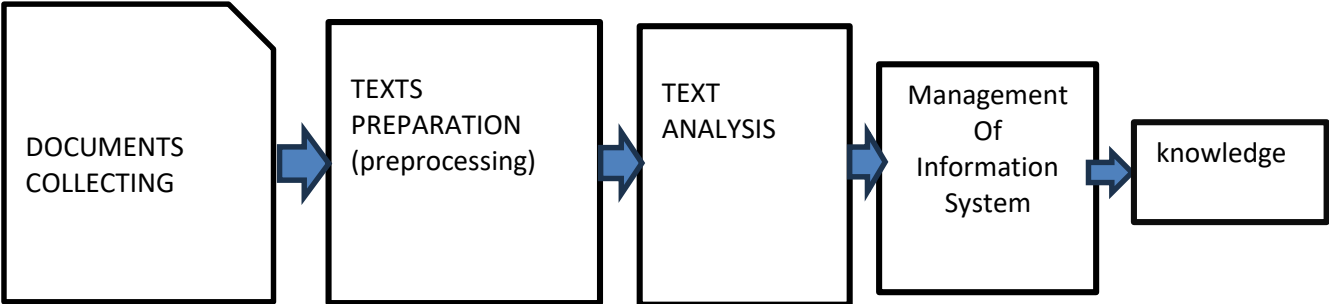 DOCUMENTS
COLLECTING
TEXTS
PREPARATION
(preprocessing)
TEXT
ANALYSIS
Management
Of
Information
System
knowledge